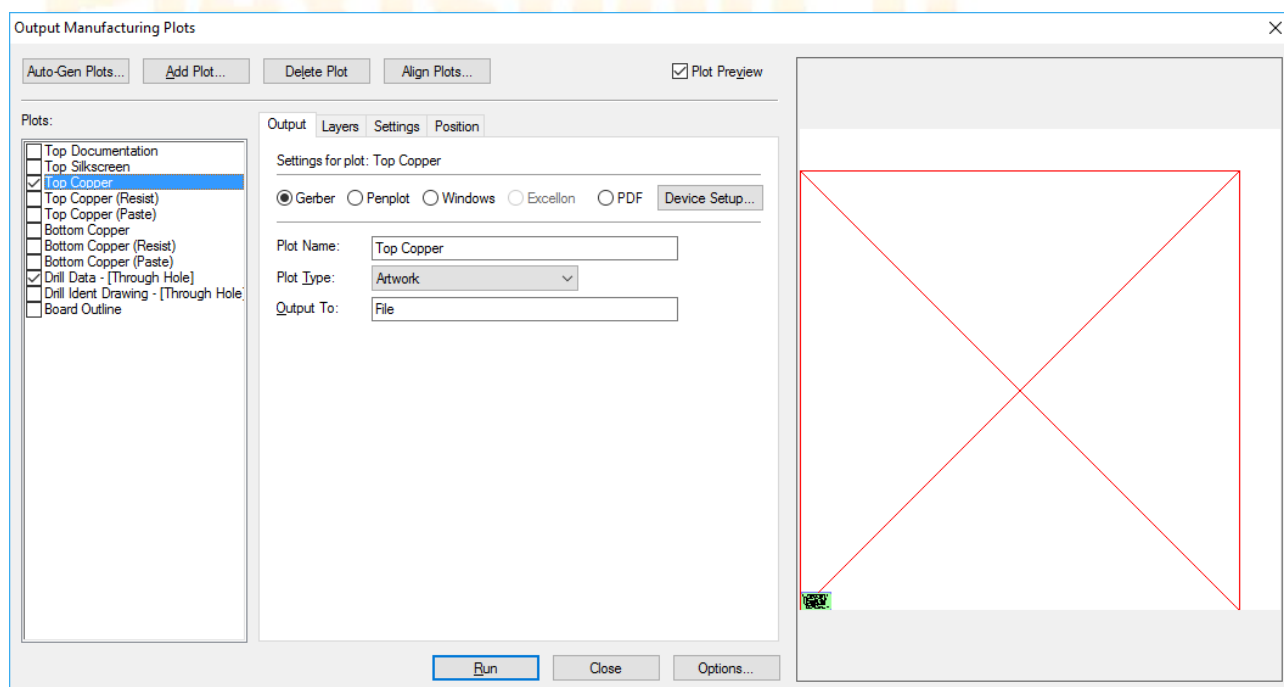 Output Manufacturing Plots
Auto-Gen Plots... Add Plot... Delete Plot Align Plots... Plot Preview
Plots:
Top Documentation
Top Silkscreen
Top Copper
Top Copper (Resist)
Top Copper (Paste)
Bottom Copper
Bottom Copper (Resist)
Bottom Copper (Paste)
Drill Data - [Through Hole]
Drill Ident Drawing - [Through Hole
Board Outline
Output Layers Settings Position
Settings for plot: Top Copper
Gerber Penplot Windows Excellon PDF Device Setup...
Plot Name: Top Copper
Plot Type: Artwork
Output To: File
Run Close Options...